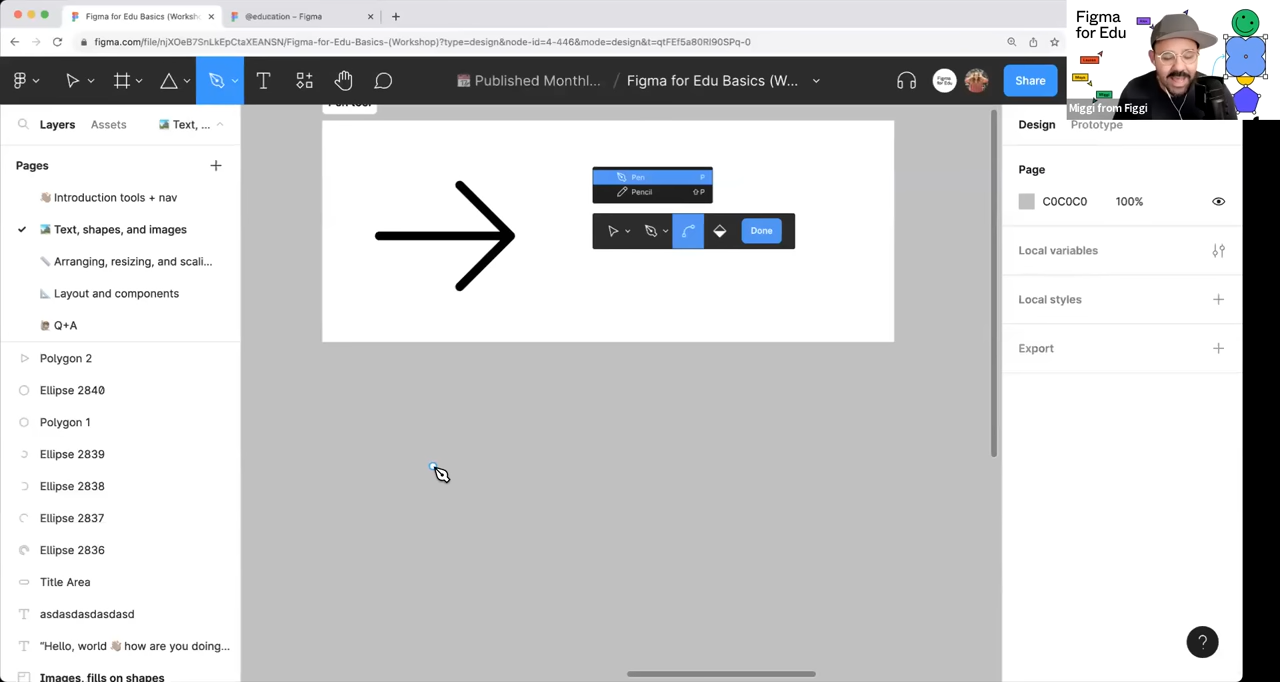 Figma for Edu Basics (Worksh
@education – Figma
figma.com/file/njXOeB7SnLkEpCtaXEANSN/Figma-for-Edu-Basics-(Workshop)?type=design&node-id=4-446&mode=design&t=qtFEf5a80RI90SPq-0
Figma
for Edu
Miggi from Figgi
Published Monthl... / Figma for Edu Basics (W...
Share
Layers
Assets
Text, ...
Design
Prototype
Pages
Introduction tools + nav
Text, shapes, and images
Arranging, resizing, and scali...
Layout and components
Q+A
Polygon 2
Ellipse 2840
Polygon 1
Ellipse 2839
Ellipse 2838
Ellipse 2837
Ellipse 2836
Title Area
asdasdasdasdasd
"Hello, world 👋🏽 how are you doing...
Images, fills on shapes
Pen P
Pencil ⇧P
Done
Page
C0C0C0 100%
Local variables
Local styles
Export
?